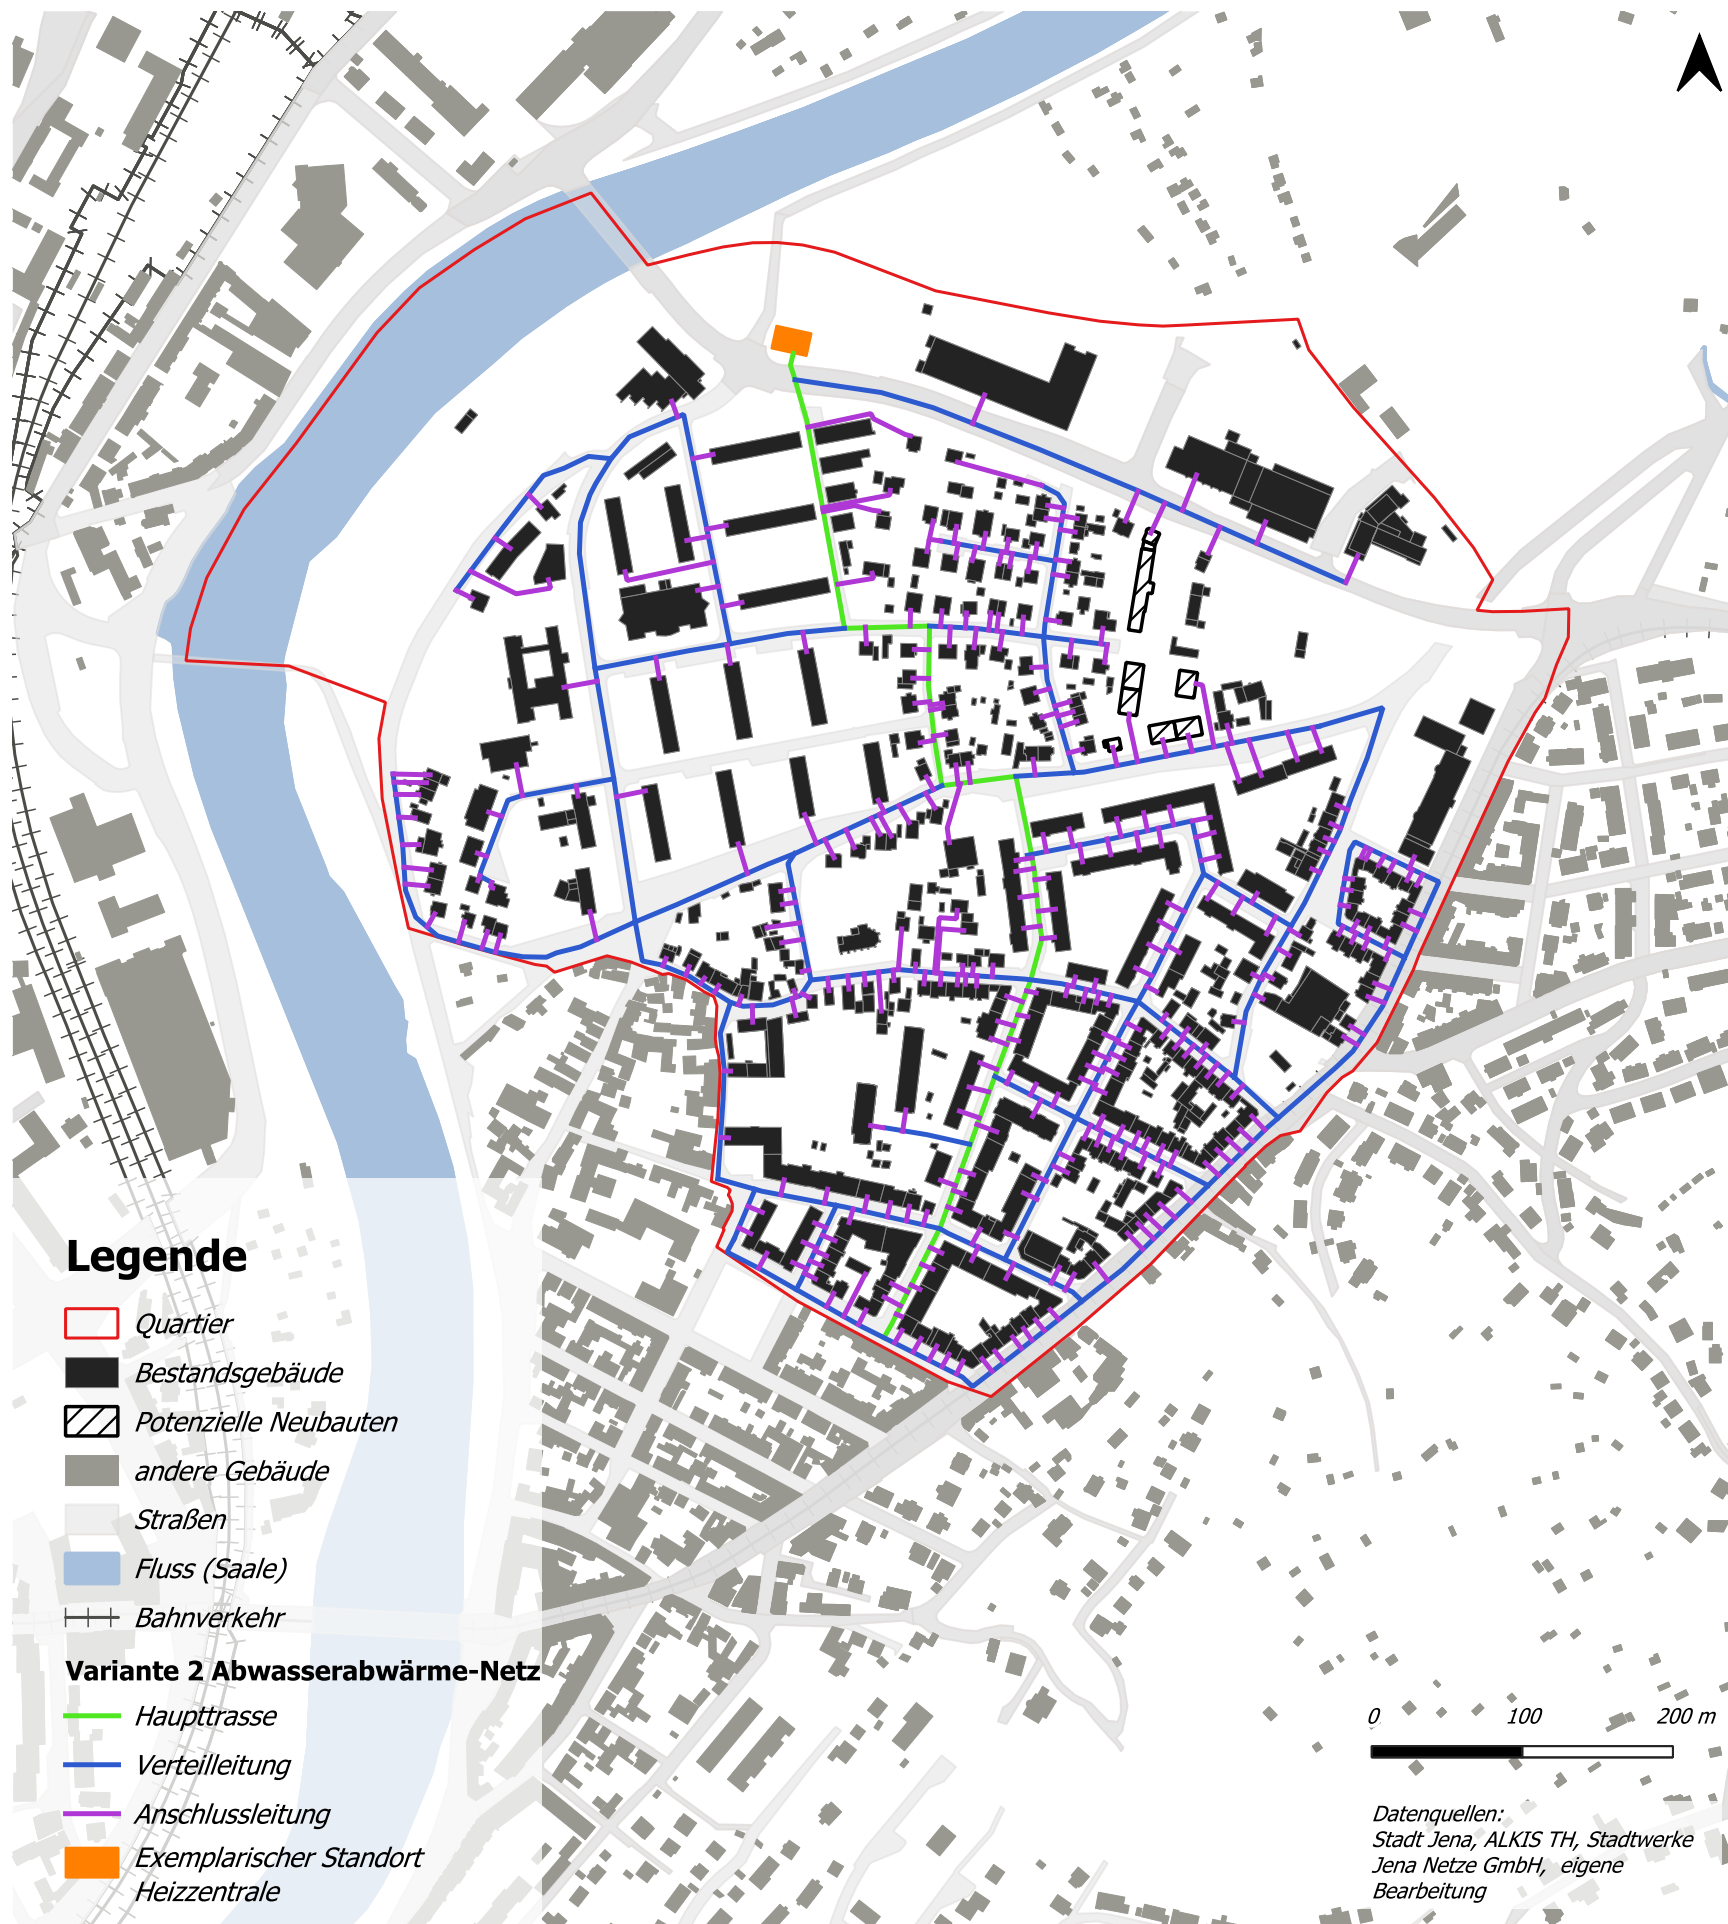 Legende
Quartier
Bestandsgebäude
Potenzielle Neubauten
andere Gebäude
Straßen
Fluss (Saale)
Bahnverkehr
Variante 2 Abwasserabwärme-Netz
Haupttrasse
Verteilleitung
Anschlussleitung
Exemplarischer Standort
Heizzentrale
0 100 200 m
Datenquellen:
Stadt Jena, ALKIS TH, Stadtwerke
Jena Netze GmbH, eigene
Bearbeitung